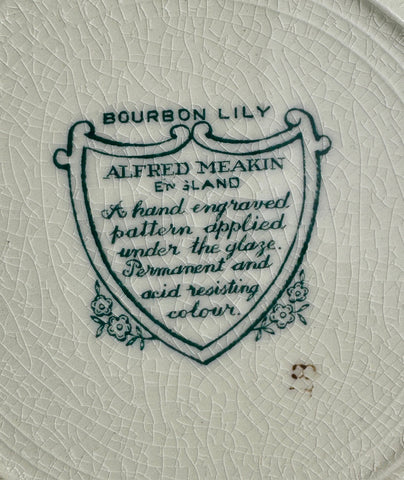 BOURBON LILY
ALFRED MEAKIN
ENGLAND
A hand engraved
pattern applied
under the glaze.
Permanent and
acid resisting
colour.